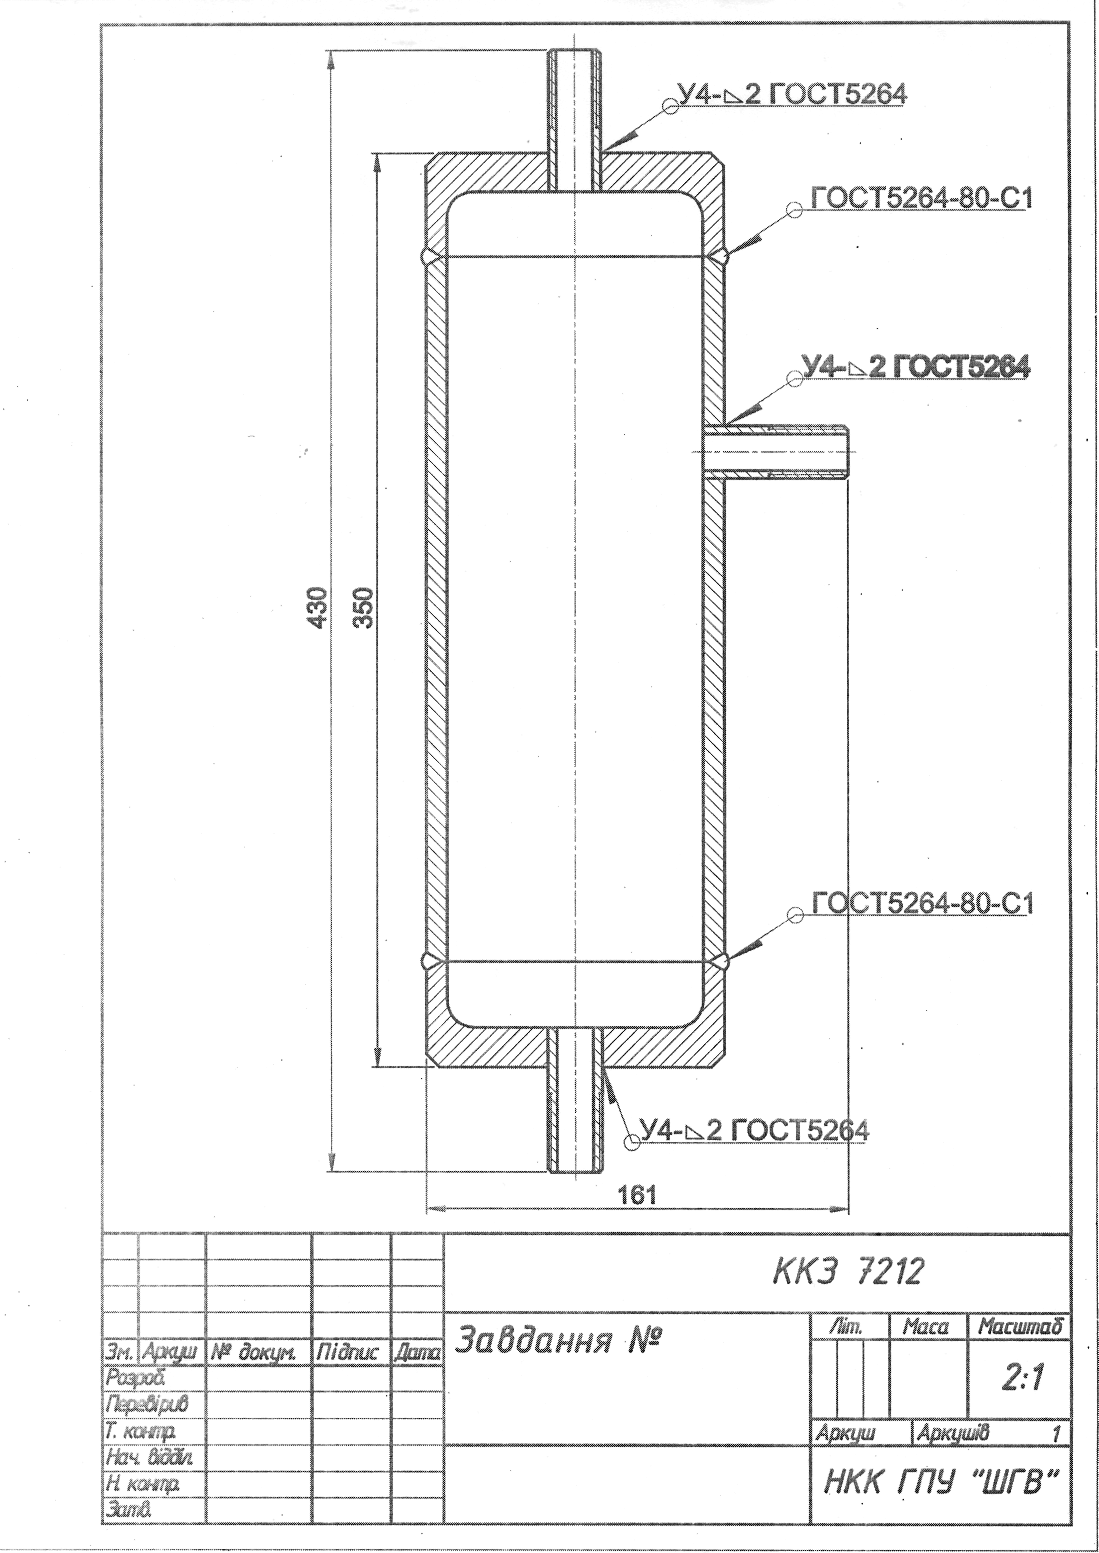 У4-⊿2 ГОСТ5264
ГОСТ5264-80-С1
У4-⊿2 ГОСТ5264
430
350
ГОСТ5264-80-С1
У4-⊿2 ГОСТ5264
161
ККЗ 7212
Зм. Аркуш № докум. Підпис Дата
Розроб.
Перевірив
Т. контр.
Нач. відділ.
Н. контр.
Затв.
Завдання №
Літ. Маса Масштаб
2:1
Аркуш Аркушів 1
НКК ГПУ "ШГВ"